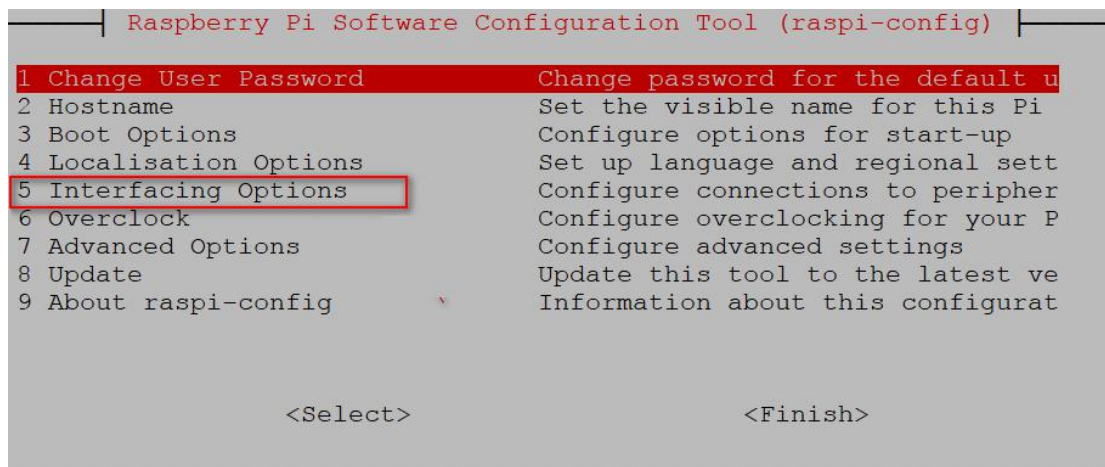 Raspberry Pi Software Configuration Tool (raspi-config)
1 Change User Password Change password for the default u
2 Hostname Set the visible name for this Pi
3 Boot Options Configure options for start-up
4 Localisation Options Set up language and regional sett
5 Interfacing Options Configure connections to peripher
6 Overclock Configure overclocking for your P
7 Advanced Options Configure advanced settings
8 Update Update this tool to the latest ve
9 About raspi-config Information about this configurat
<Select> <Finish>